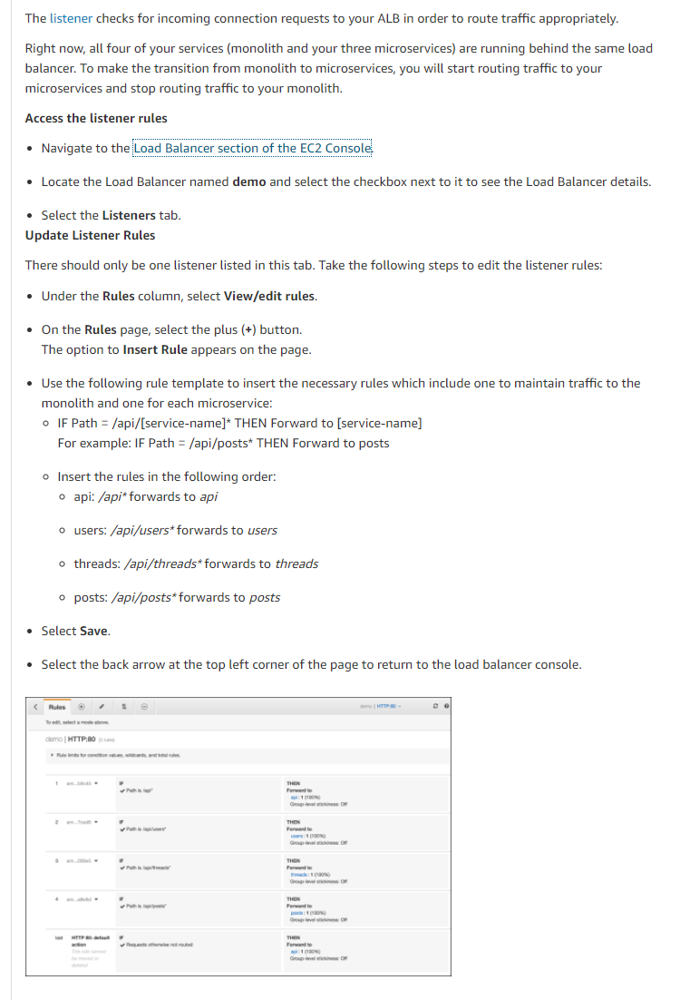 The listener checks for incoming connection requests to your ALB in order to route traffic appropriately.
Right now, all four of your services (monolith and your three microservices) are running behind the same load
balancer. To make the transition from monolith to microservices, you will start routing traffic to your
microservices and stop routing traffic to your monolith.
Access the listener rules
• Navigate to the Load Balancer section of the EC2 Console.
• Locate the Load Balancer named demo and select the checkbox next to it to see the Load Balancer details.
• Select the Listeners tab.
Update Listener Rules
There should only be one listener listed in this tab. Take the following steps to edit the listener rules:
• Under the Rules column, select View/edit rules.
• On the Rules page, select the plus (+) button.
The option to Insert Rule appears on the page.
• Use the following rule template to insert the necessary rules which include one to maintain traffic to the
monolith and one for each microservice:
○ IF Path = /api/[service-name]* THEN Forward to [service-name]
For example: IF Path = /api/posts* THEN Forward to posts
○ Insert the rules in the following order:
○ api: /api* forwards to api
○ users: /api/users* forwards to users
○ threads: /api/threads* forwards to threads
○ posts: /api/posts* forwards to posts
• Select Save.
• Select the back arrow at the top left corner of the page to return to the load balancer console.
Rules
demo | HTTP:80
To edit, select a mode above.
demo | HTTP:80 (5 rules)
Rule limits for condition values, wildcards, and total rules.
1 IF THEN
✓ Path is /api* Forward to
api: 1 (100%)
Group-level stickiness: Off
2 IF THEN
✓ Path is /api/users* Forward to
users: 1 (100%)
Group-level stickiness: Off
3 IF THEN
✓ Path is /api/threads* Forward to
threads: 1 (100%)
Group-level stickiness: Off
4 IF THEN
✓ Path is /api/posts* Forward to
posts: 1 (100%)
Group-level stickiness: Off
last HTTP 80: default action IF THEN
✓ Requests otherwise not routed Forward to
This rule cannot be moved or deleted api: 1 (100%)
Group-level stickiness: Off